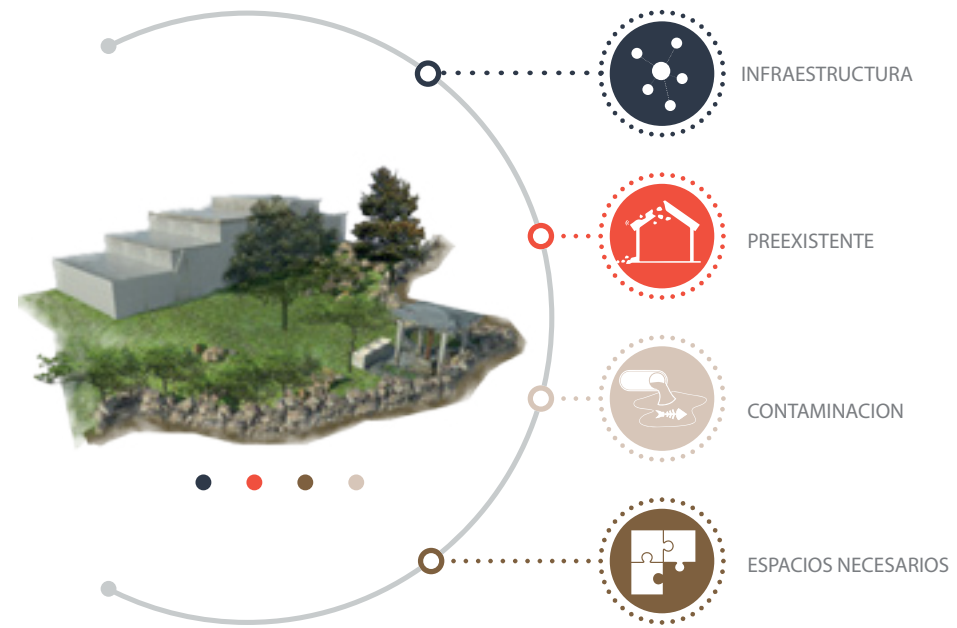 INFRAESTRUCTURA
PREEXISTENTE
CONTAMINACION
ESPACIOS NECESARIOS